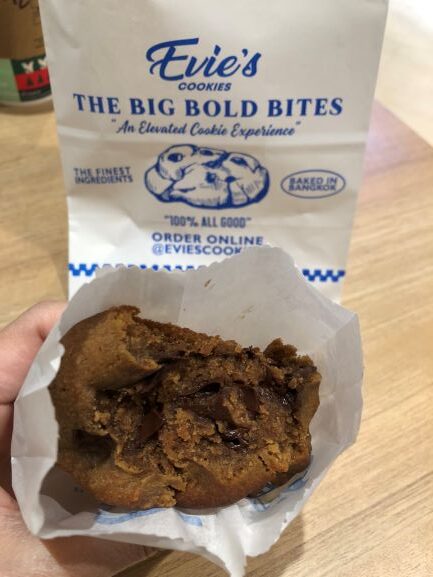 Evie's
COOKIES
THE BIG BOLD BITES
"An Elevated Cookie Experience"
THE FINEST
INGREDIENTS
BAKED IN
BANGKOK
"100% ALL GOOD"
ORDER ONLINE